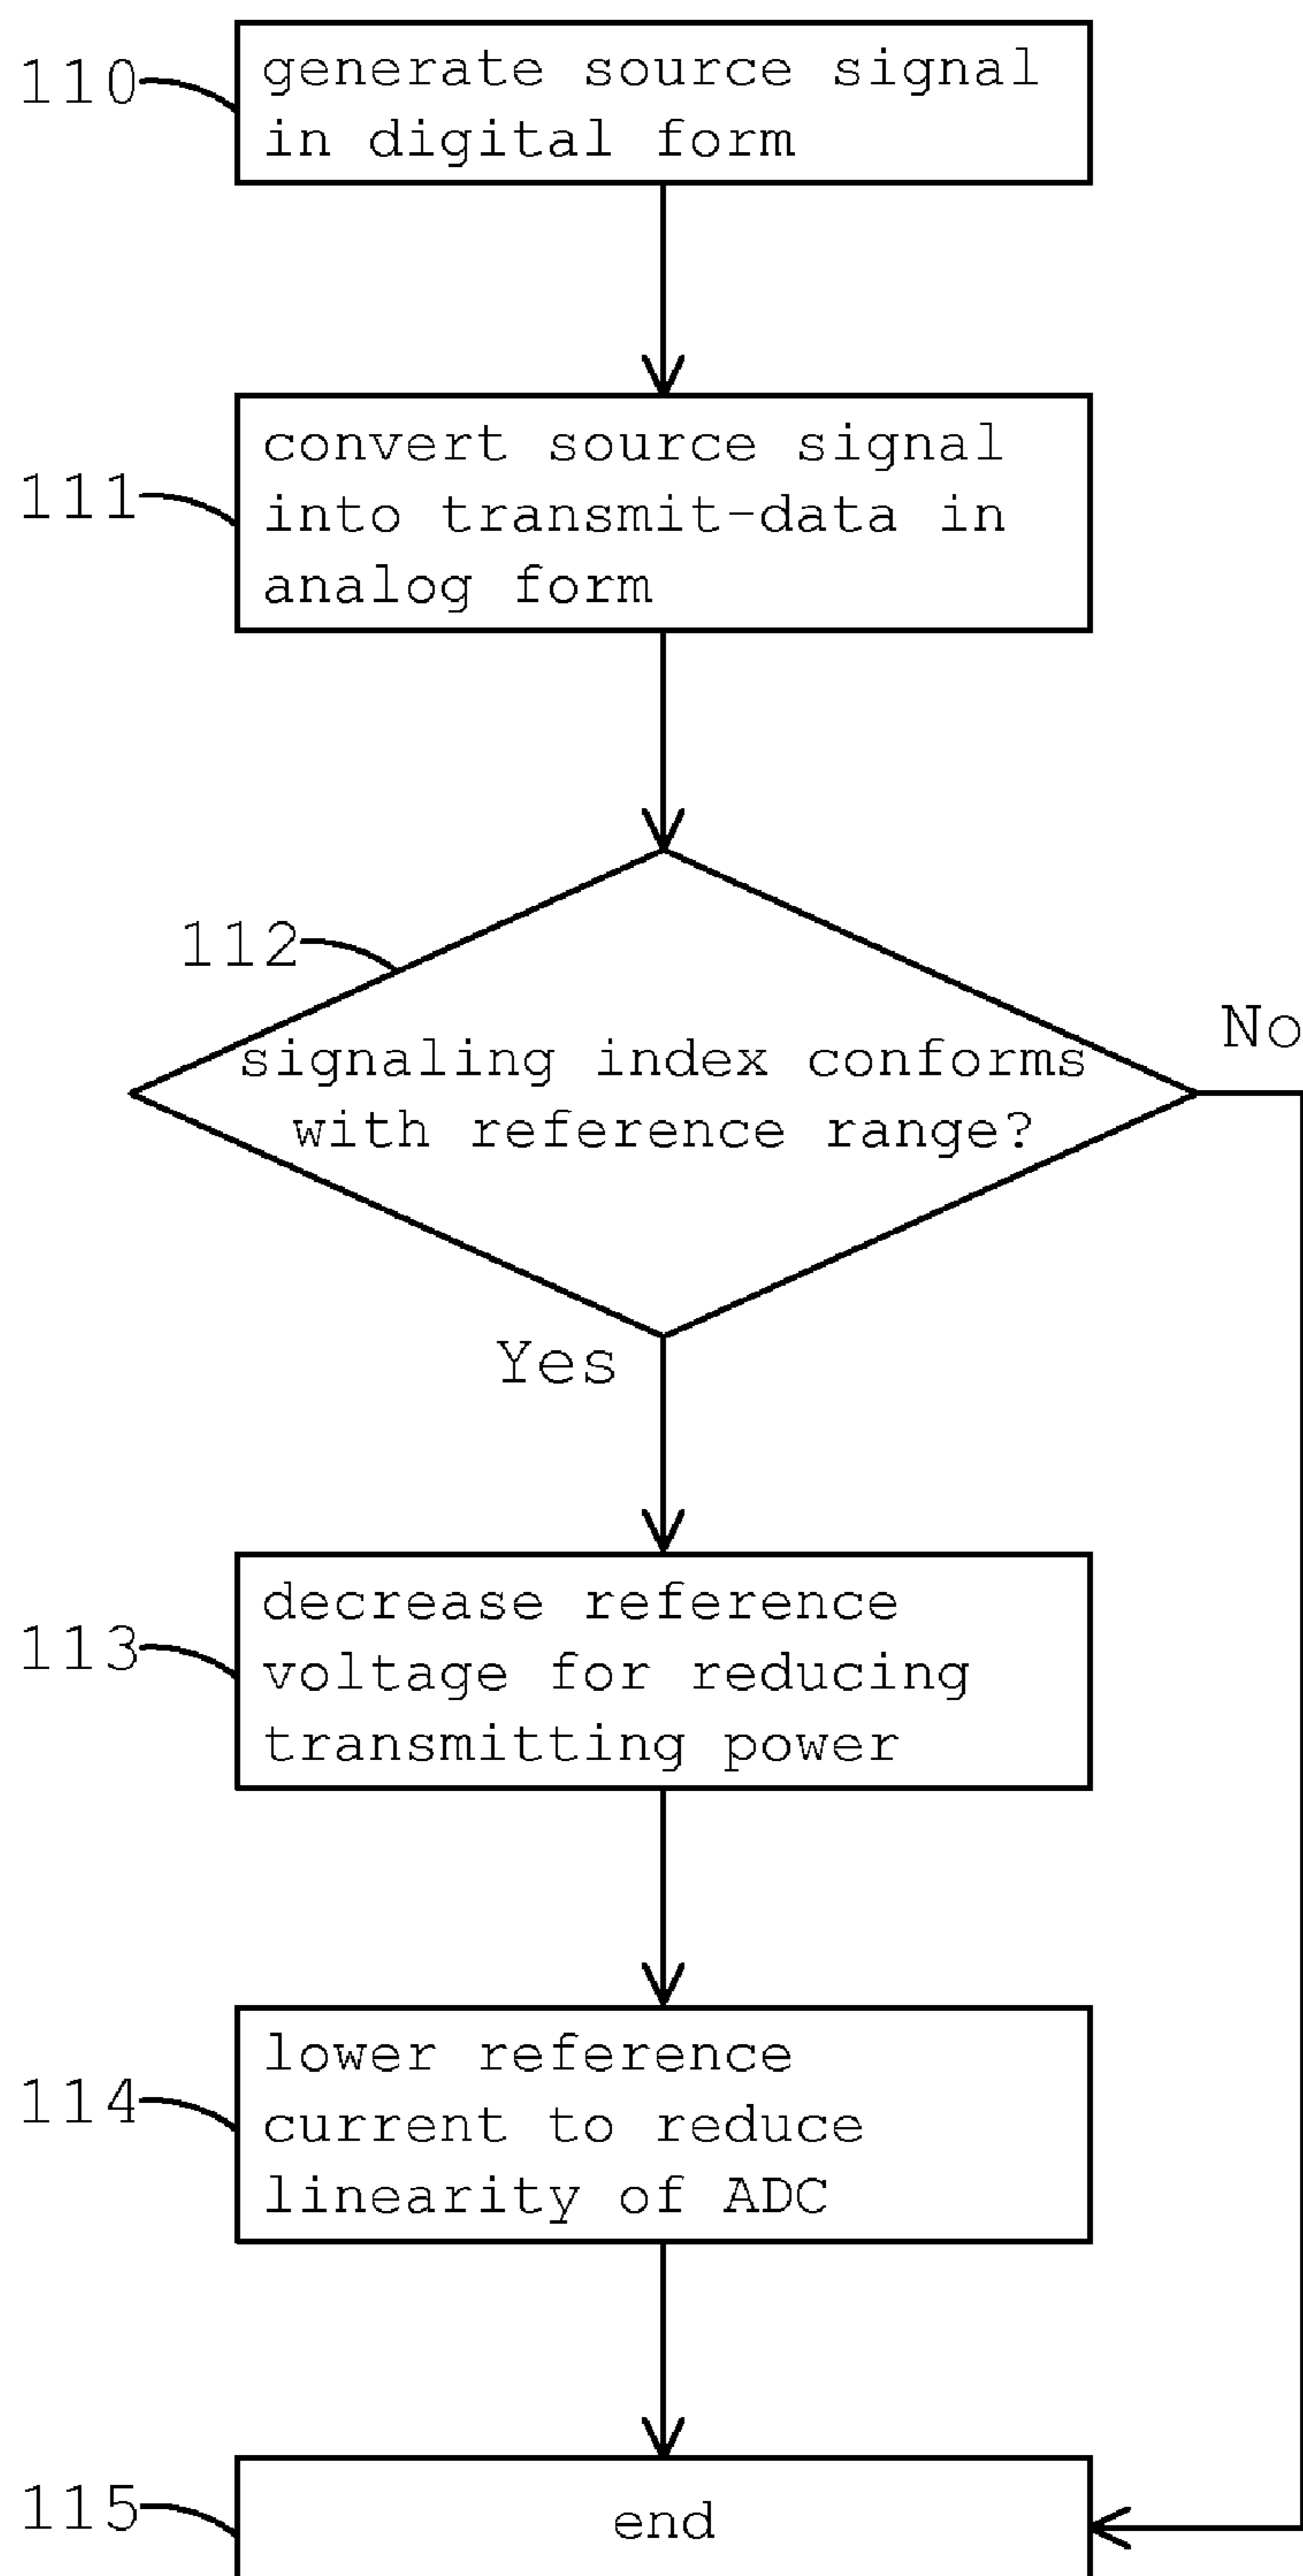 110
generate source signal
in digital form
111
convert source signal
into transmit-data in
analog form
112
signaling index conforms
with reference range?
No
Yes
113
decrease reference
voltage for reducing
transmitting power
114
lower reference
current to reduce
linearity of ADC
115
end